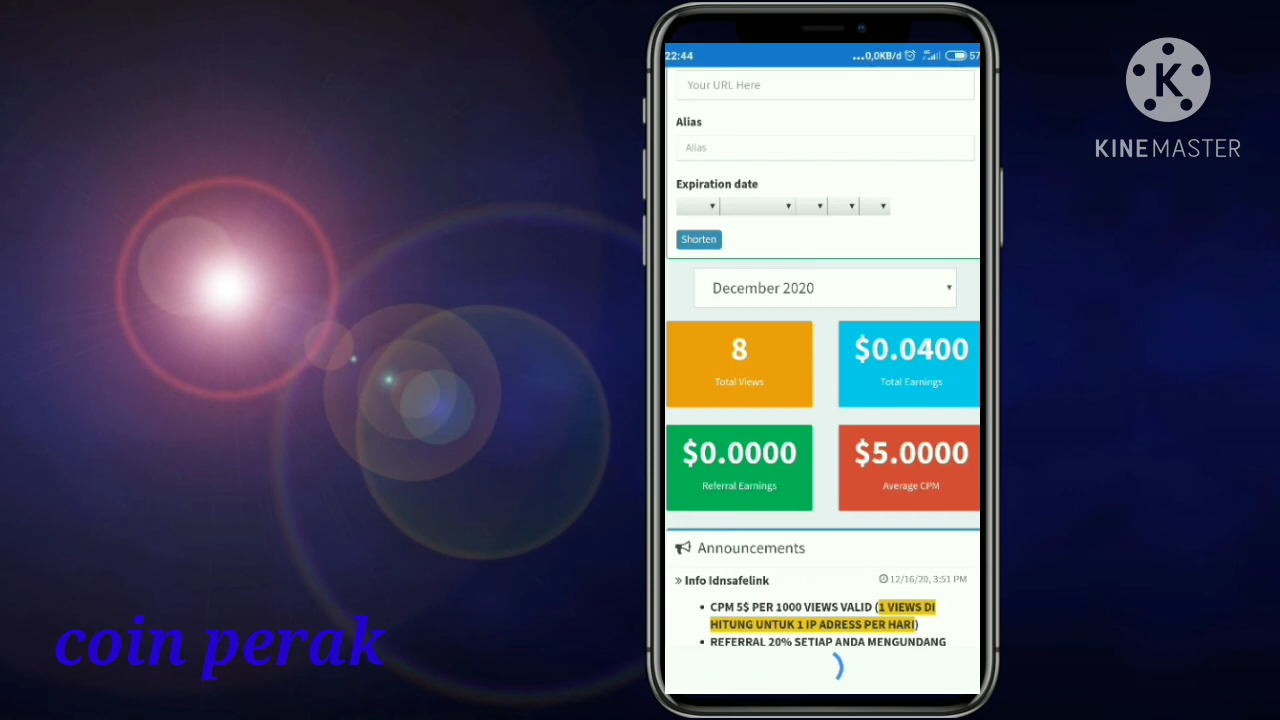 22:44 ...0,0KB/d 57
Your URL Here
Alias
Alias
Expiration date
Shorten
December 2020
8
Total Views
$0.0400
Total Earnings
$0.0000
Referral Earnings
$5.0000
Average CPM
Announcements
» Info Idnsafelink 12/16/20, 3:51 PM
• CPM 5$ PER 1000 VIEWS VALID (1 VIEWS DI
HITUNG UNTUK 1 IP ADRESS PER HARI)
• REFERRAL 20% SETIAP ANDA MENGUNDANG
K
KINEMASTER
coin perak